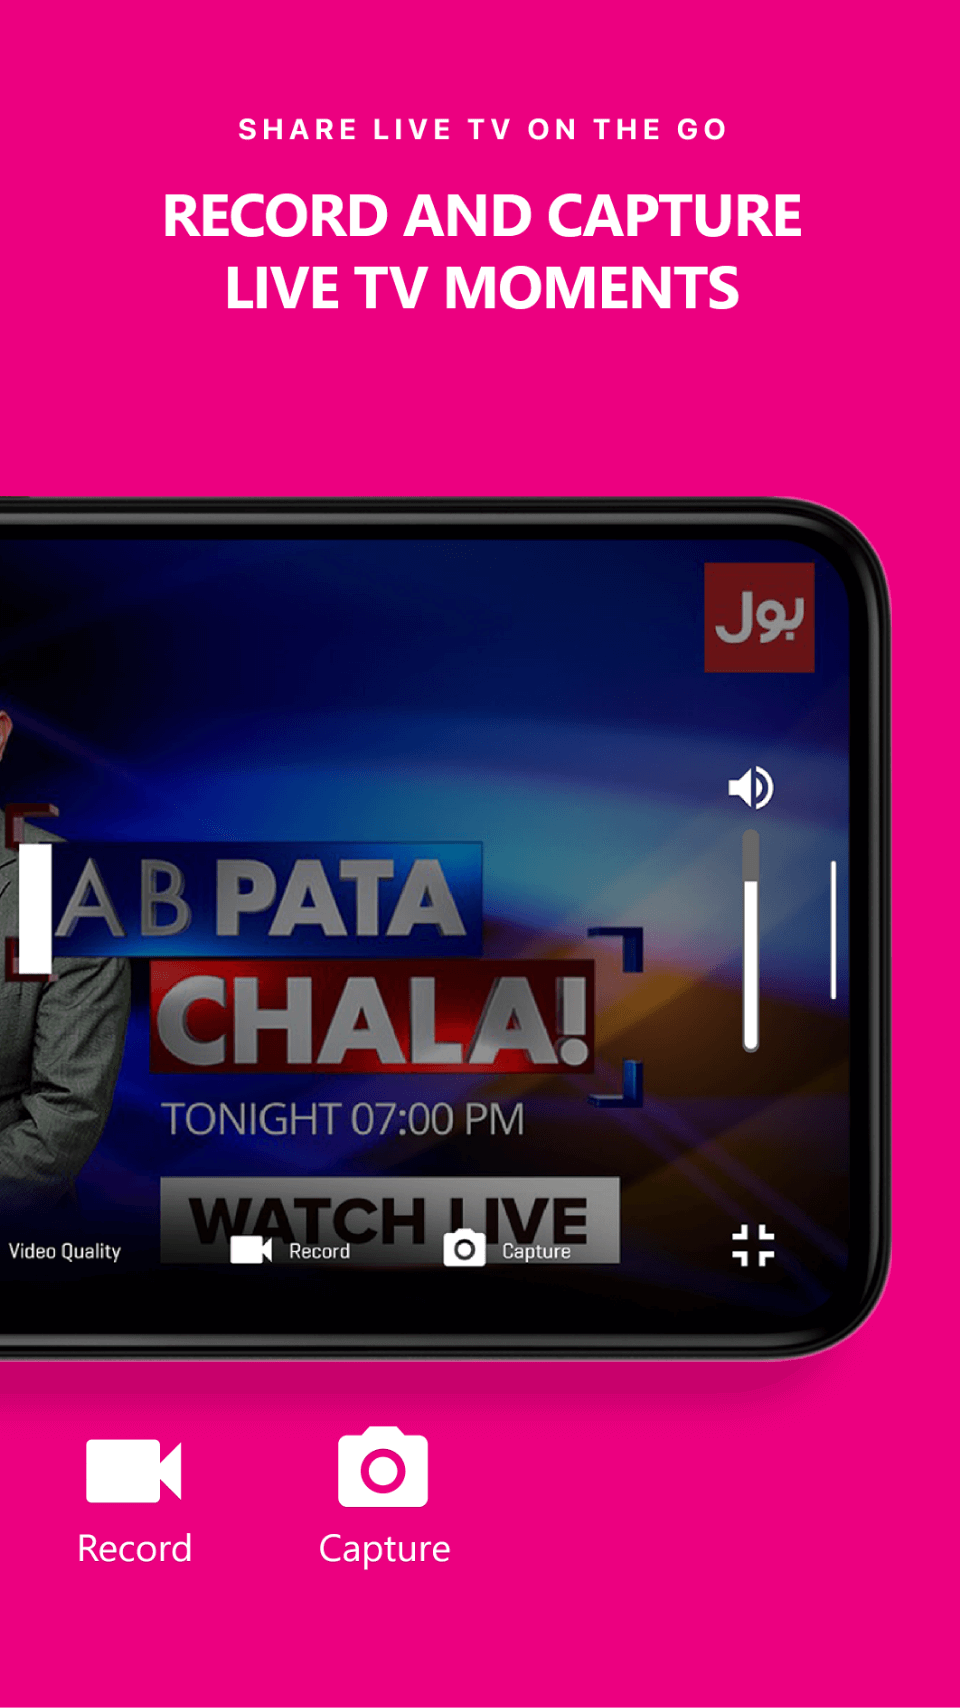 SHARE LIVE TV ON THE GO
RECORD AND CAPTURE
LIVE TV MOMENTS
بول
AB PATA
CHALA!
TONIGHT 07:00 PM
WATCH LIVE
Video Quality
Record
Capture
Record
Capture